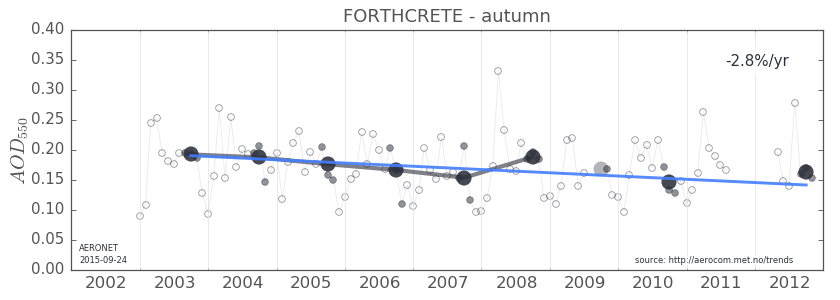 FORTHCRETE - autumn
0.40
0.35
0.30
0.25
0.20
0.15
0.10
0.05
0.00
AOD550
-2.8%/yr
AERONET
2015-09-24
source: http://aerocom.met.no/trends
2002 2003 2004 2005 2006 2007 2008 2009 2010 2011 2012